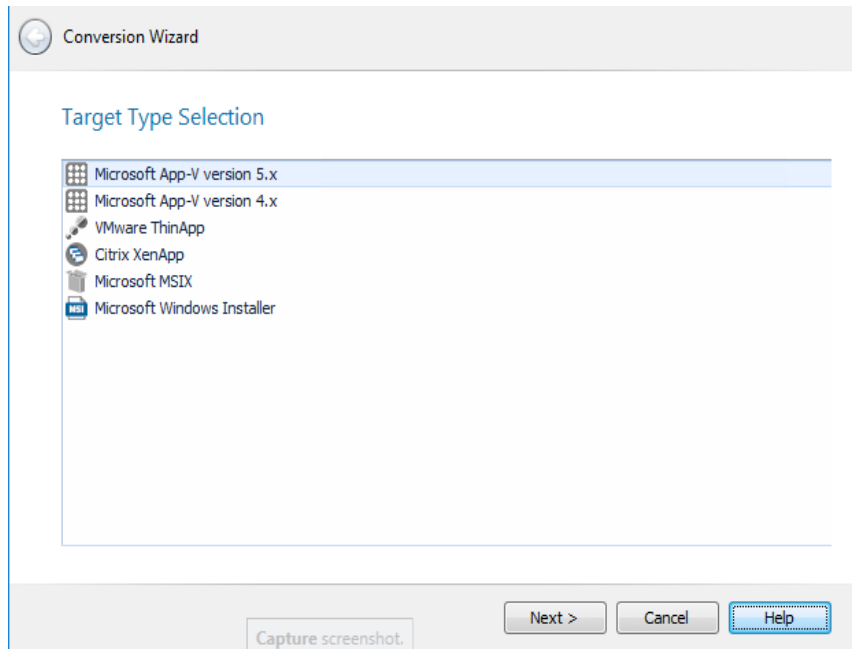 Conversion Wizard
Target Type Selection
Microsoft App-V version 5.x
Microsoft App-V version 4.x
VMware ThinApp
Citrix XenApp
Microsoft MSIX
MSI Microsoft Windows Installer
Next > Cancel Help
Capture screenshot.